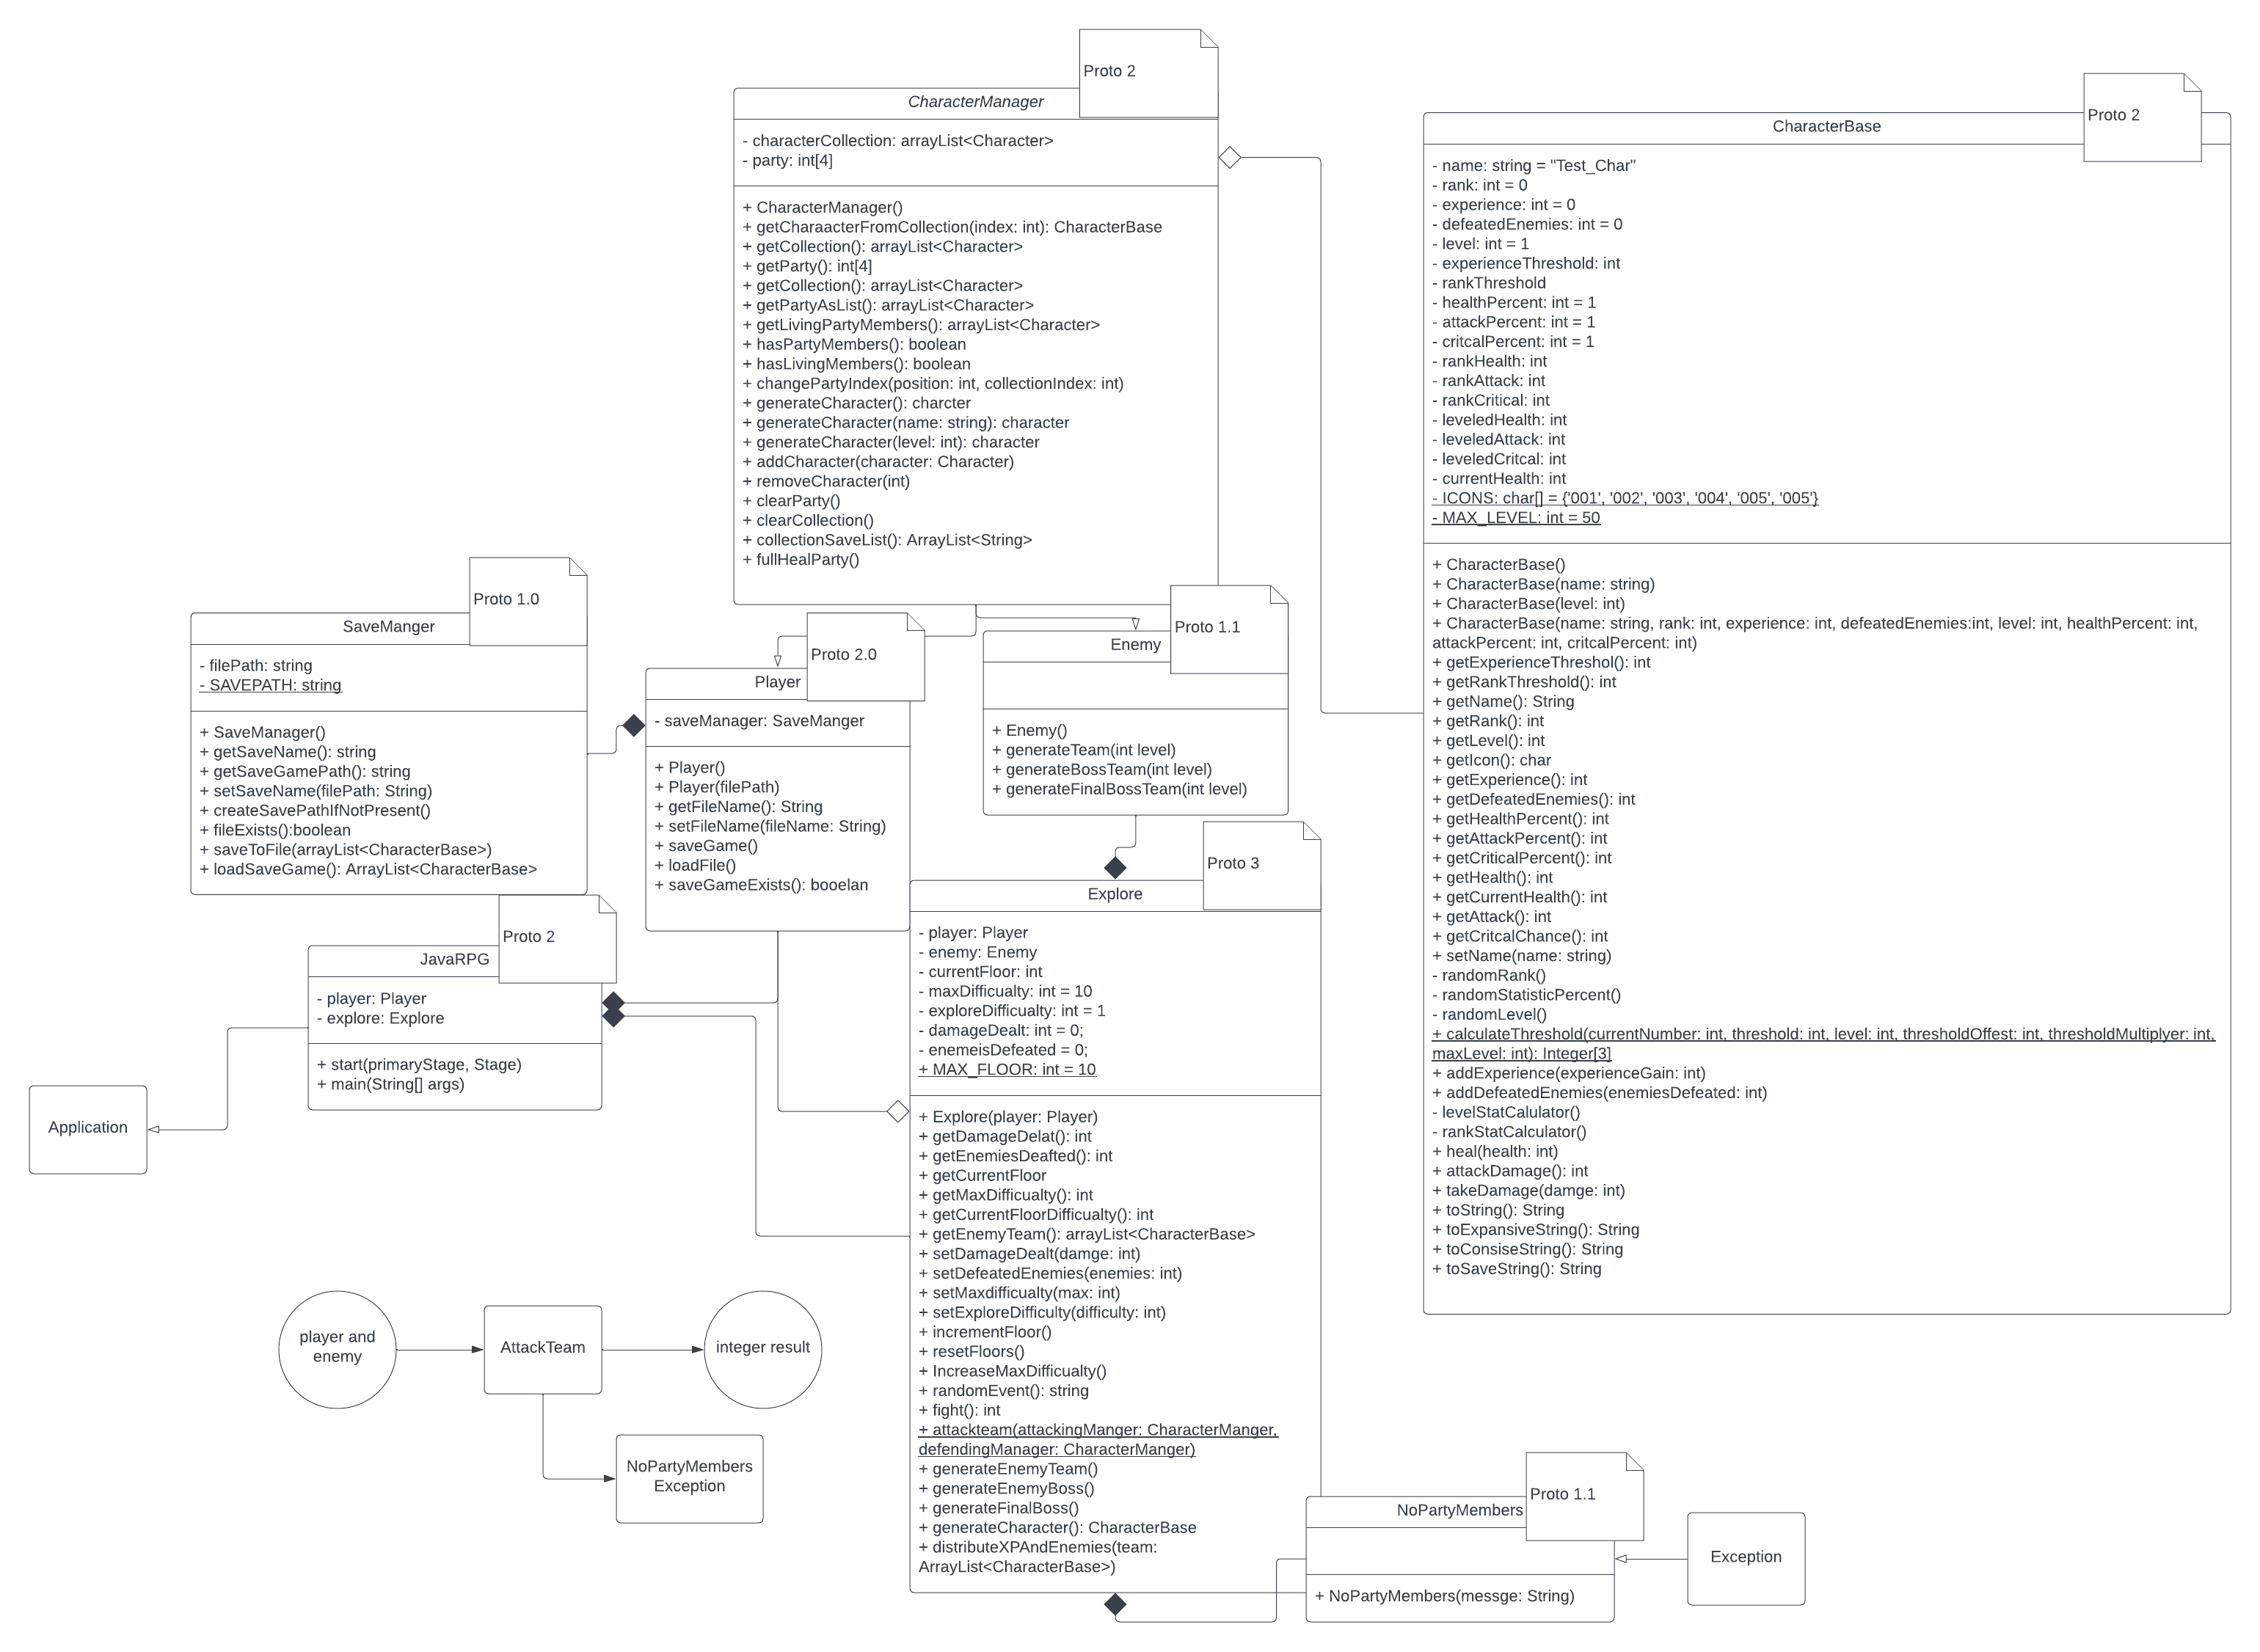 Proto 2
CharacterManager
- characterCollection: arrayList<Character>
- party: int[4]
+ CharacterManager()
+ getCharaacterFromCollection(index: int): CharacterBase
+ getCollection(): arrayList<Character>
+ getParty(): int[4]
+ getCollection(): arrayList<Character>
+ getPartyAsList(): arrayList<Character>
+ getLivingPartyMembers(): arrayList<Character>
+ hasPartyMembers(): boolean
+ hasLivingMembers(): boolean
+ changePartyIndex(position: int, collectionIndex: int)
+ generateCharacter(): charcter
+ generateCharacter(name: string): character
+ generateCharacter(level: int): character
+ addCharacter(character: Character)
+ removeCharacter(int)
+ clearParty()
+ clearCollection()
+ collectionSaveList(): ArrayList<String>
+ fullHealParty()
Proto 2
CharacterBase
- name: string = "Test_Char"
- rank: int = 0
- experience: int = 0
- defeatedEnemies: int = 0
- level: int = 1
- experienceThreshold: int
- rankThreshold
- healthPercent: int = 1
- attackPercent: int = 1
- critcalPercent: int = 1
- rankHealth: int
- rankAttack: int
- rankCritical: int
- leveledHealth: int
- leveledAttack: int
- leveledCritcal: int
- currentHealth: int
- ICONS: char[] = {'001', '002', '003', '004', '005', '005'}
- MAX_LEVEL: int = 50
+ CharacterBase()
+ CharacterBase(name: string)
+ CharacterBase(level: int)
+ CharacterBase(name: string, rank: int, experience: int, defeatedEnemies:int, level: int, healthPercent: int,
attackPercent: int, critcalPercent: int)
+ getExperienceThreshol(): int
+ getRankThreshold(): int
+ getName(): String
+ getRank(): int
+ getLevel(): int
+ getIcon(): char
+ getExperience(): int
+ getDefeatedEnemies(): int
+ getHealthPercent(): int
+ getAttackPercent(): int
+ getCriticalPercent(): int
+ getHealth(): int
+ getCurrentHealth(): int
+ getAttack(): int
+ getCritcalChance(): int
+ setName(name: string)
- randomRank()
- randomStatisticPercent()
- randomLevel()
+ calculateThreshold(currentNumber: int, threshold: int, level: int, thresholdOffest: int, thresholdMultiplyer: int,
maxLevel: int): Integer[3]
+ addExperience(experienceGain: int)
+ addDefeatedEnemies(enemiesDefeated: int)
- levelStatCalulator()
- rankStatCalculator()
+ heal(health: int)
+ attackDamage(): int
+ takeDamage(damge: int)
+ toString(): String
+ toExpansiveString(): String
+ toConsiseString(): String
+ toSaveString(): String
Proto 1.0
SaveManger
- filePath: string
- SAVEPATH: string
+ SaveManager()
+ getSaveName(): string
+ getSaveGamePath(): string
+ setSaveName(filePath: String)
+ createSavePathIfNotPresent()
+ fileExists():boolean
+ saveToFile(arrayList<CharacterBase>)
+ loadSaveGame(): ArrayList<CharacterBase>
Proto 2.0
Player
- saveManager: SaveManger
+ Player()
+ Player(filePath)
+ getFileName(): String
+ setFileName(fileName: String)
+ saveGame()
+ loadFile()
+ saveGameExists(): booelan
Proto 1.1
Enemy
+ Enemy()
+ generateTeam(int level)
+ generateBossTeam(int level)
+ generateFinalBossTeam(int level)
Proto 2
JavaRPG
- player: Player
- explore: Explore
+ start(primaryStage, Stage)
+ main(String[] args)
Application
Proto 3
Explore
- player: Player
- enemy: Enemy
- currentFloor: int
- maxDifficualty: int = 10
- exploreDifficualty: int = 1
- damageDealt: int = 0;
- enemeisDefeated = 0;
+ MAX_FLOOR: int = 10
+ Explore(player: Player)
+ getDamageDelat(): int
+ getEnemiesDeafted(): int
+ getCurrentFloor
+ getMaxDifficualty(): int
+ getCurrentFloorDifficualty(): int
+ getEnemyTeam(): arrayList<CharacterBase>
+ setDamageDealt(damge: int)
+ setDefeatedEnemies(enemies: int)
+ setMaxdifficualty(max: int)
+ setExploreDifficulty(difficulty: int)
+ incrementFloor()
+ resetFloors()
+ IncreaseMaxDifficualty()
+ randomEvent(): string
+ fight(): int
+ attackteam(attackingManger: CharacterManger,
defendingManager: CharacterManger)
+ generateEnemyTeam()
+ generateEnemyBoss()
+ generateFinalBoss()
+ generateCharacter(): CharacterBase
+ distributeXPAndEnemies(team:
ArrayList<CharacterBase>)
player and
enemy
AttackTeam
integer result
NoPartyMembers
Exception
Proto 1.1
NoPartyMembers
+ NoPartyMembers(messge: String)
Exception